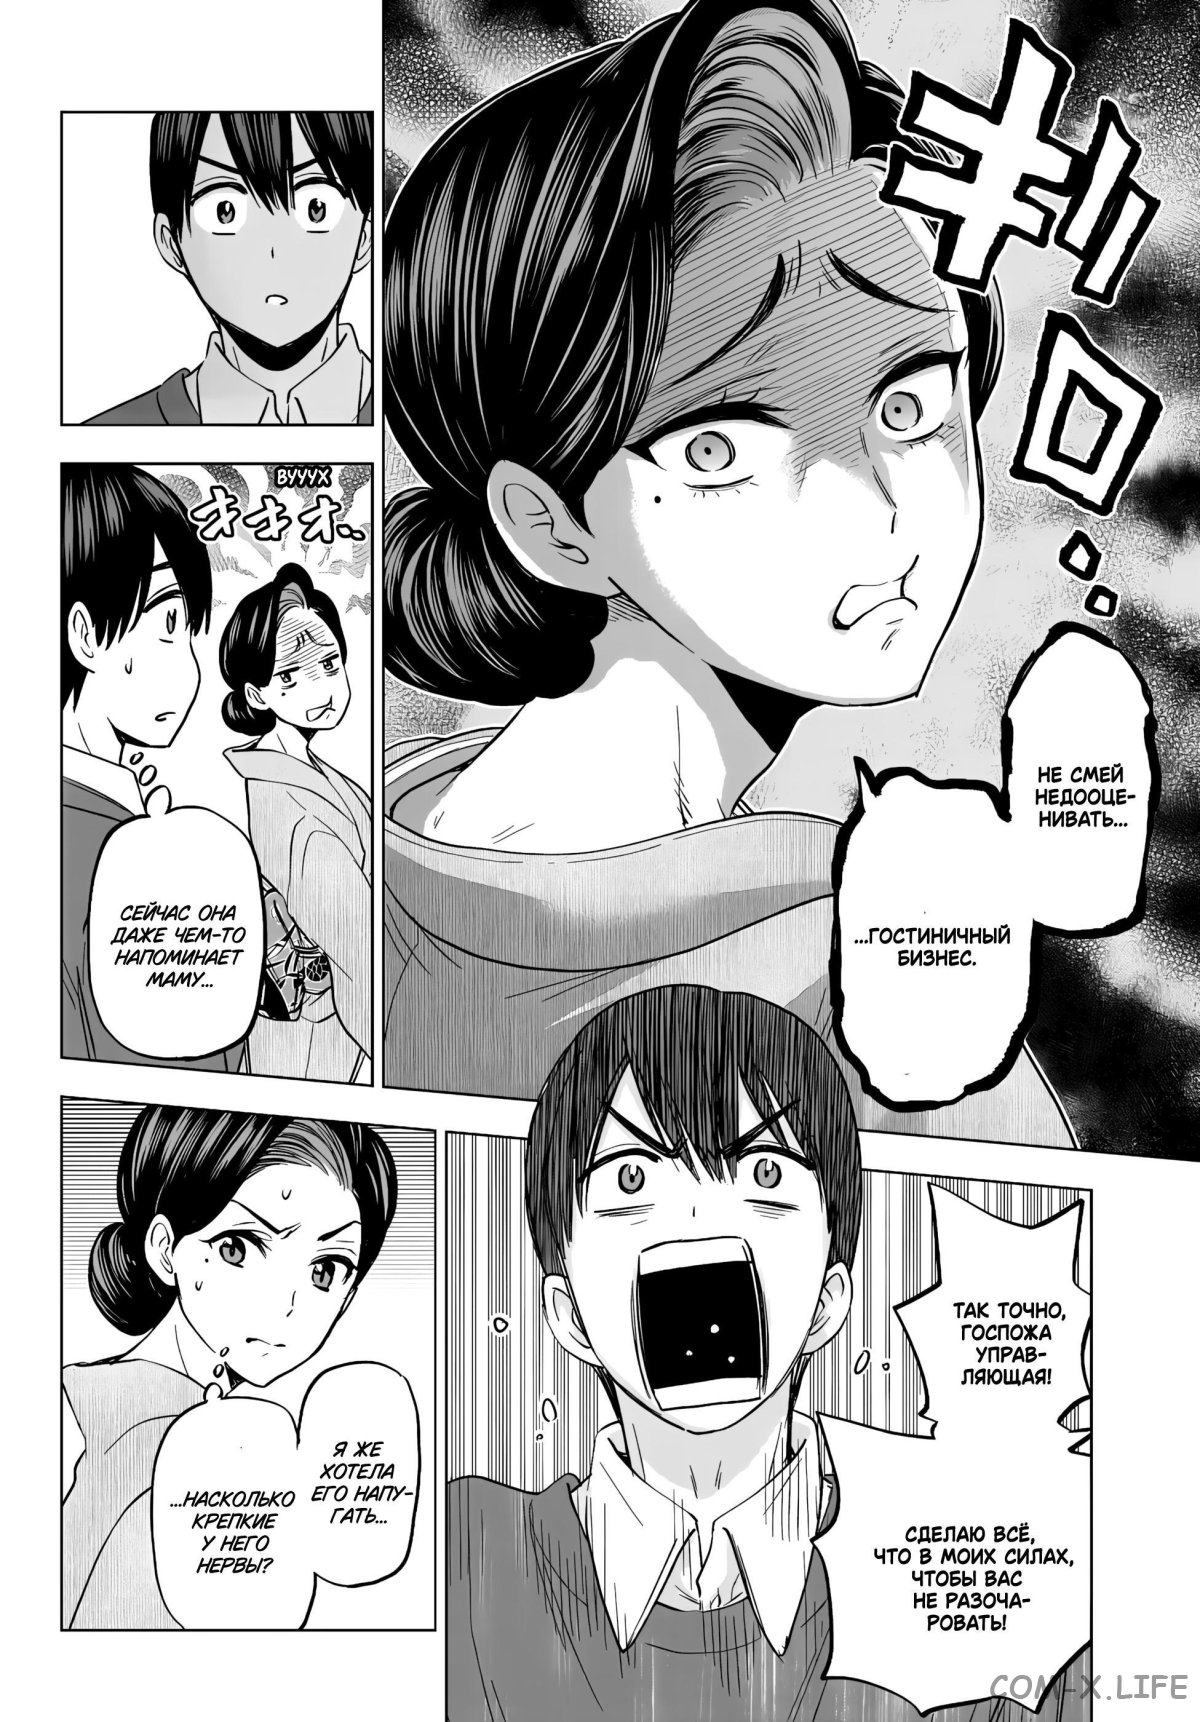 ギロ
НЕ СМЕЙ
НЕДООЦЕ-
НИВАТЬ...
...ГОСТИНИЧНЫЙ
БИЗНЕС.
ВУУУХ
オオオ..
СЕЙЧАС ОНА
ДАЖЕ ЧЕМ-ТО
НАПОМИНАЕТ
МАМУ...
ТАК ТОЧНО,
ГОСПОЖА
УПРАВ-
ЛЯЮЩАЯ!
СДЕЛАЮ ВСЁ,
ЧТО В МОИХ СИЛАХ,
ЧТОБЫ ВАС
НЕ РАЗОЧА-
РОВАТЬ!
Я ЖЕ
ХОТЕЛА
ЕГО НАПУ-
ГАТЬ...
...НАСКОЛЬКО
КРЕПКИЕ
У НЕГО
НЕРВЫ?
COM-X.LIFE